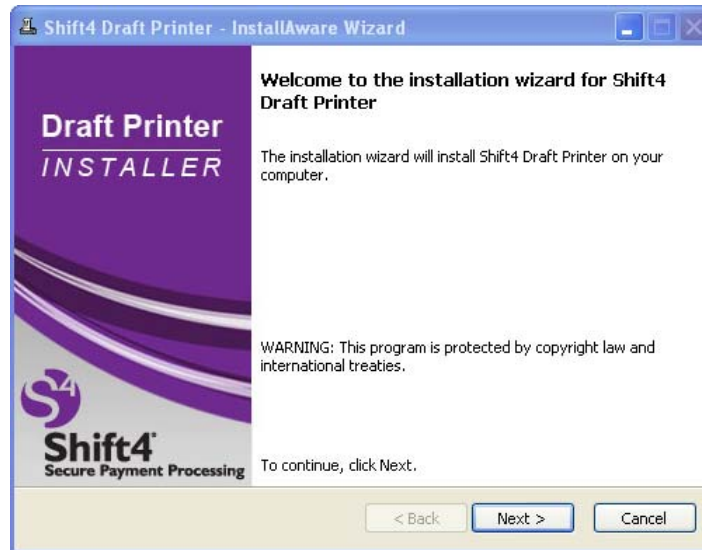 Shift4 Draft Printer - InstallAware Wizard
Draft Printer
INSTALLER
Welcome to the installation wizard for Shift4
Draft Printer
The installation wizard will install Shift4 Draft Printer on your
computer.
WARNING: This program is protected by copyright law and
international treaties.
To continue, click Next.
S4
Shift4
Secure Payment Processing
< Back
Next >
Cancel